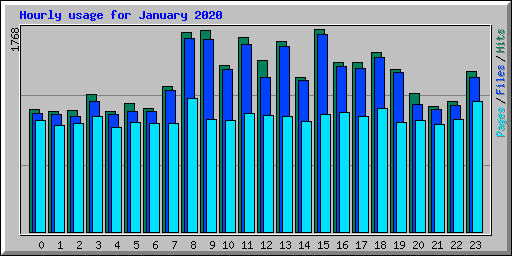 Hourly usage for January 2020
1768
Pages / Files / Hits
0 1 2 3 4 5 6 7 8 9 10 11 12 13 14 15 16 17 18 19 20 21 22 23